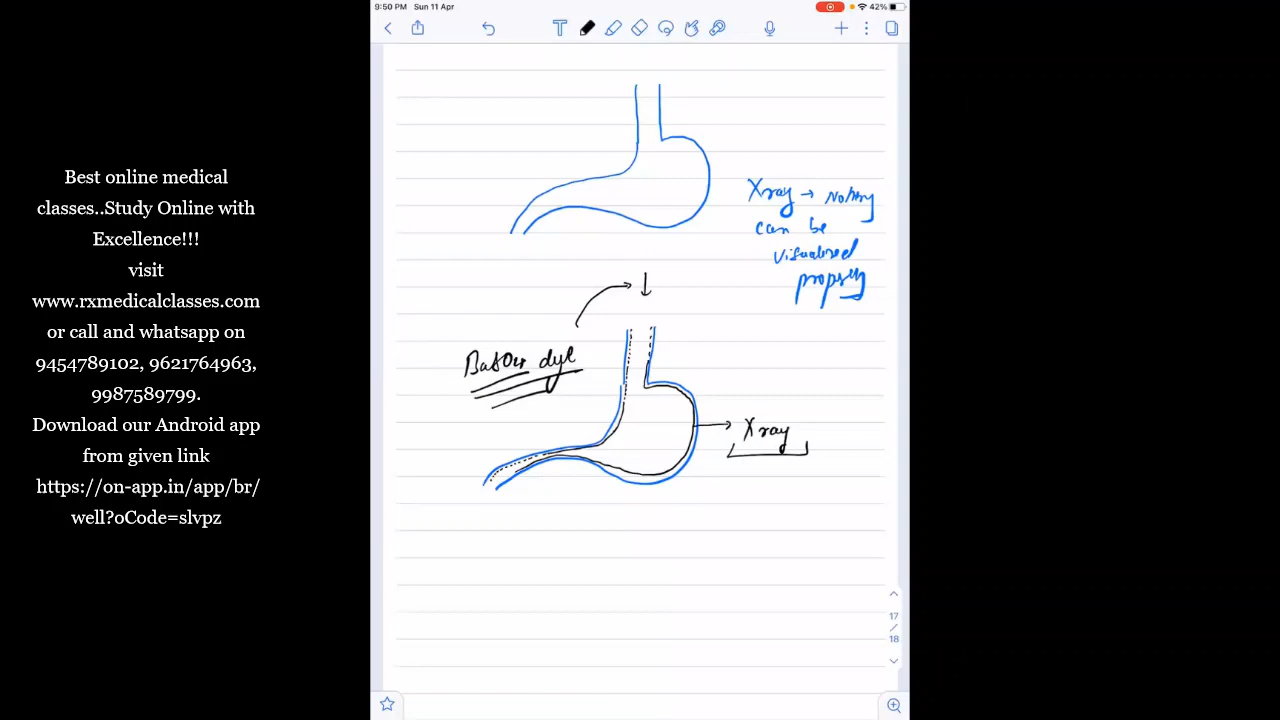 9:50 PM Sun 11 Apr
42%
Best online medical
classes..Study Online with
Excellence!!!
visit
www.rxmedicalclasses.com
or call and whatsapp on
9454789102, 9621764963,
9987589799.
Download our Android app
from given link
https://on-app.in/app/br/
well?oCode=slvpz
Xray → Nothing
can be
visualized
properly
dye
Xray
17
/
18